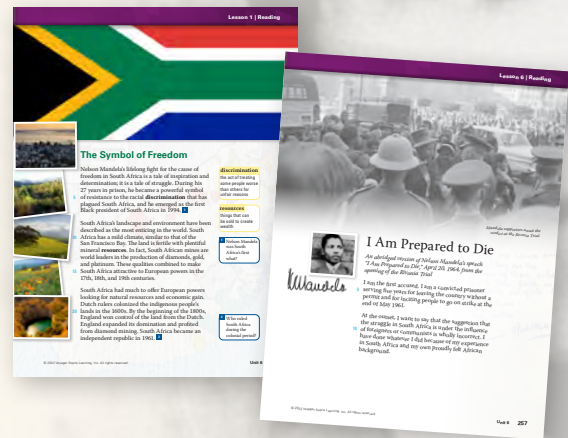 Lesson 1 | Reading
The Symbol of Freedom
Nelson Mandela's lifelong fight for the cause of
freedom in South Africa is a tale of inspiration and
determination; it is a tale of struggle. During his
27 years in prison, he became a powerful symbol
5 of resistance to the racial discrimination that has
plagued South Africa, and he emerged as the first
Black president of South Africa in 1994. 1
South Africa's landscape and environment have been
described as the most enticing in the world. South
10 Africa has a mild climate, similar to that of the
San Francisco Bay. The land is fertile with plentiful
mineral resources. In fact, South African mines are
world leaders in the production of diamonds, gold,
and platinum. These qualities combined to make
15 South Africa attractive to European powers in the
17th, 18th, and 19th centuries.
South Africa had much to offer European powers
looking for natural resources and economic gain.
Dutch rulers colonized the indigenous people's
20 lands in the 1600s. By the beginning of the 1800s,
England won control of the land from the Dutch.
England expanded its domination and profited
from diamond mining. South Africa became an
independent republic in 1961. 2
discrimination
the act of treating
some people worse
than others for
unfair reasons
resources
things that can
be sold to create
wealth
1 Nelson Mandela
was South
Africa's first
what?
2 Who ruled
South Africa
during the
colonial period?
Unit 6
Lesson 6 | Reading
I Am Prepared to Die
An abridged version of Nelson Mandela's speech
"I Am Prepared to Die," April 20, 1964, from the
opening of the Rivonia Trial
NMandela
I am the first accused. I am a convicted prisoner
5 serving five years for leaving the country without a
permit and for inciting people to go on strike at the
end of May 1961.
At the outset, I want to say that the suggestion that
the struggle in South Africa is under the influence
10 of foreigners or communists is wholly incorrect. I
have done whatever I did because of my experience
in South Africa and my own proudly felt African
background.
Unit 6 257